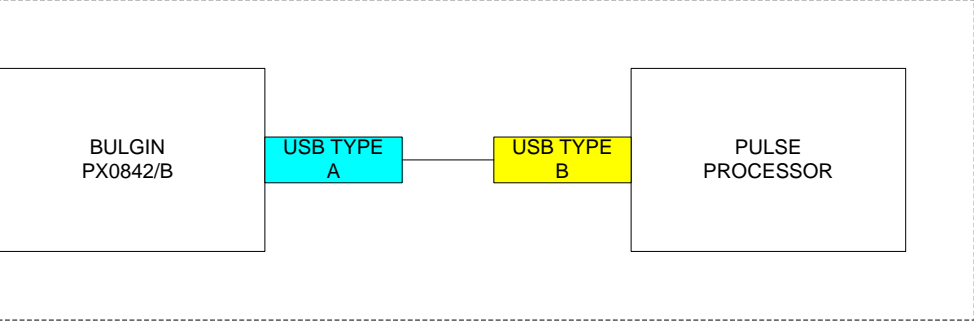 BULGIN
PX0842/B
USB TYPE
A
USB TYPE
B
PULSE
PROCESSOR